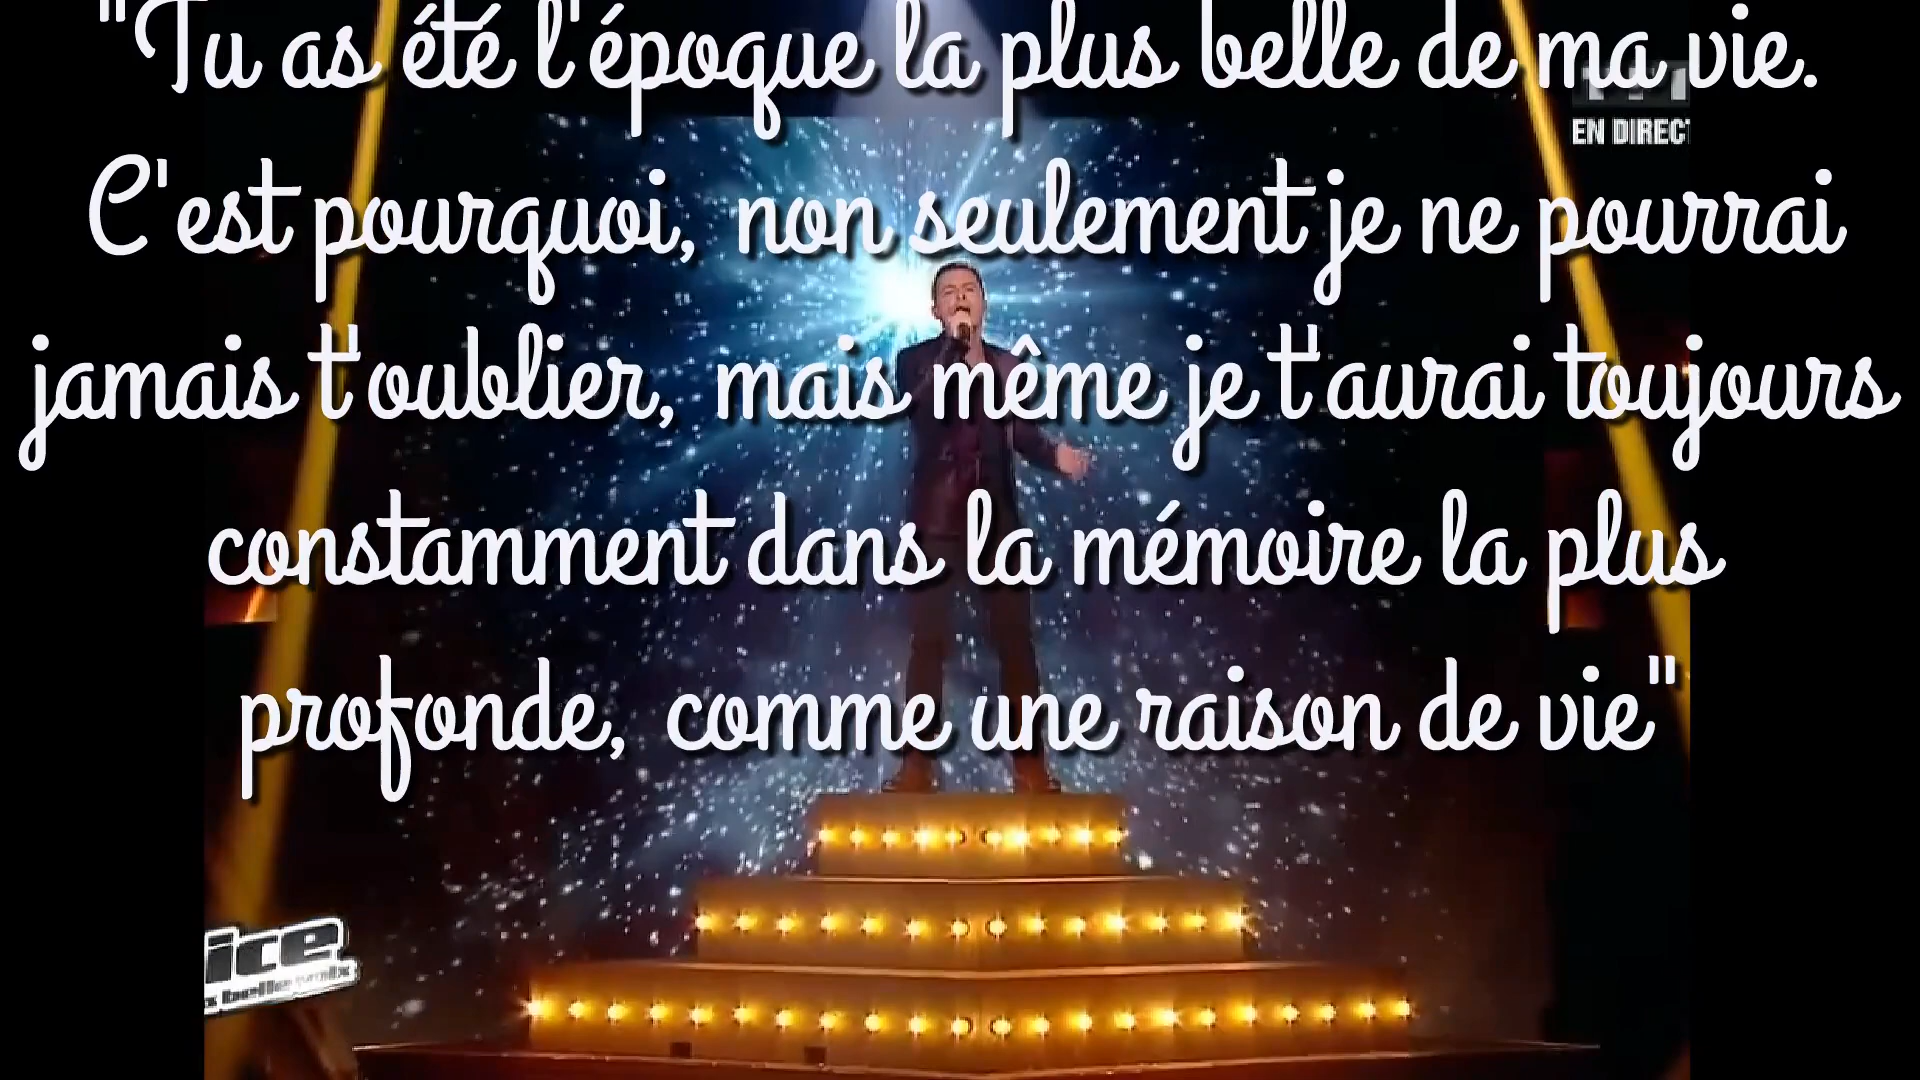 "Tu as été l'époque la plus belle de ma vie.
EN DIRECT
C'est pourquoi, non seulement je ne pourrai
jamais t'oublier, mais même je t'aurai toujours
constamment dans la mémoire la plus
profonde, comme une raison de vie"
ice
belle